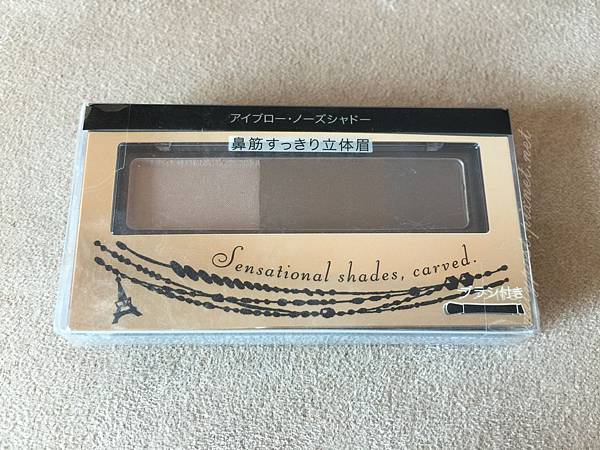 アイブロー・ノーズシャドー
鼻筋すっきり立体眉
Sensational shades, carved.
ブラシ付き